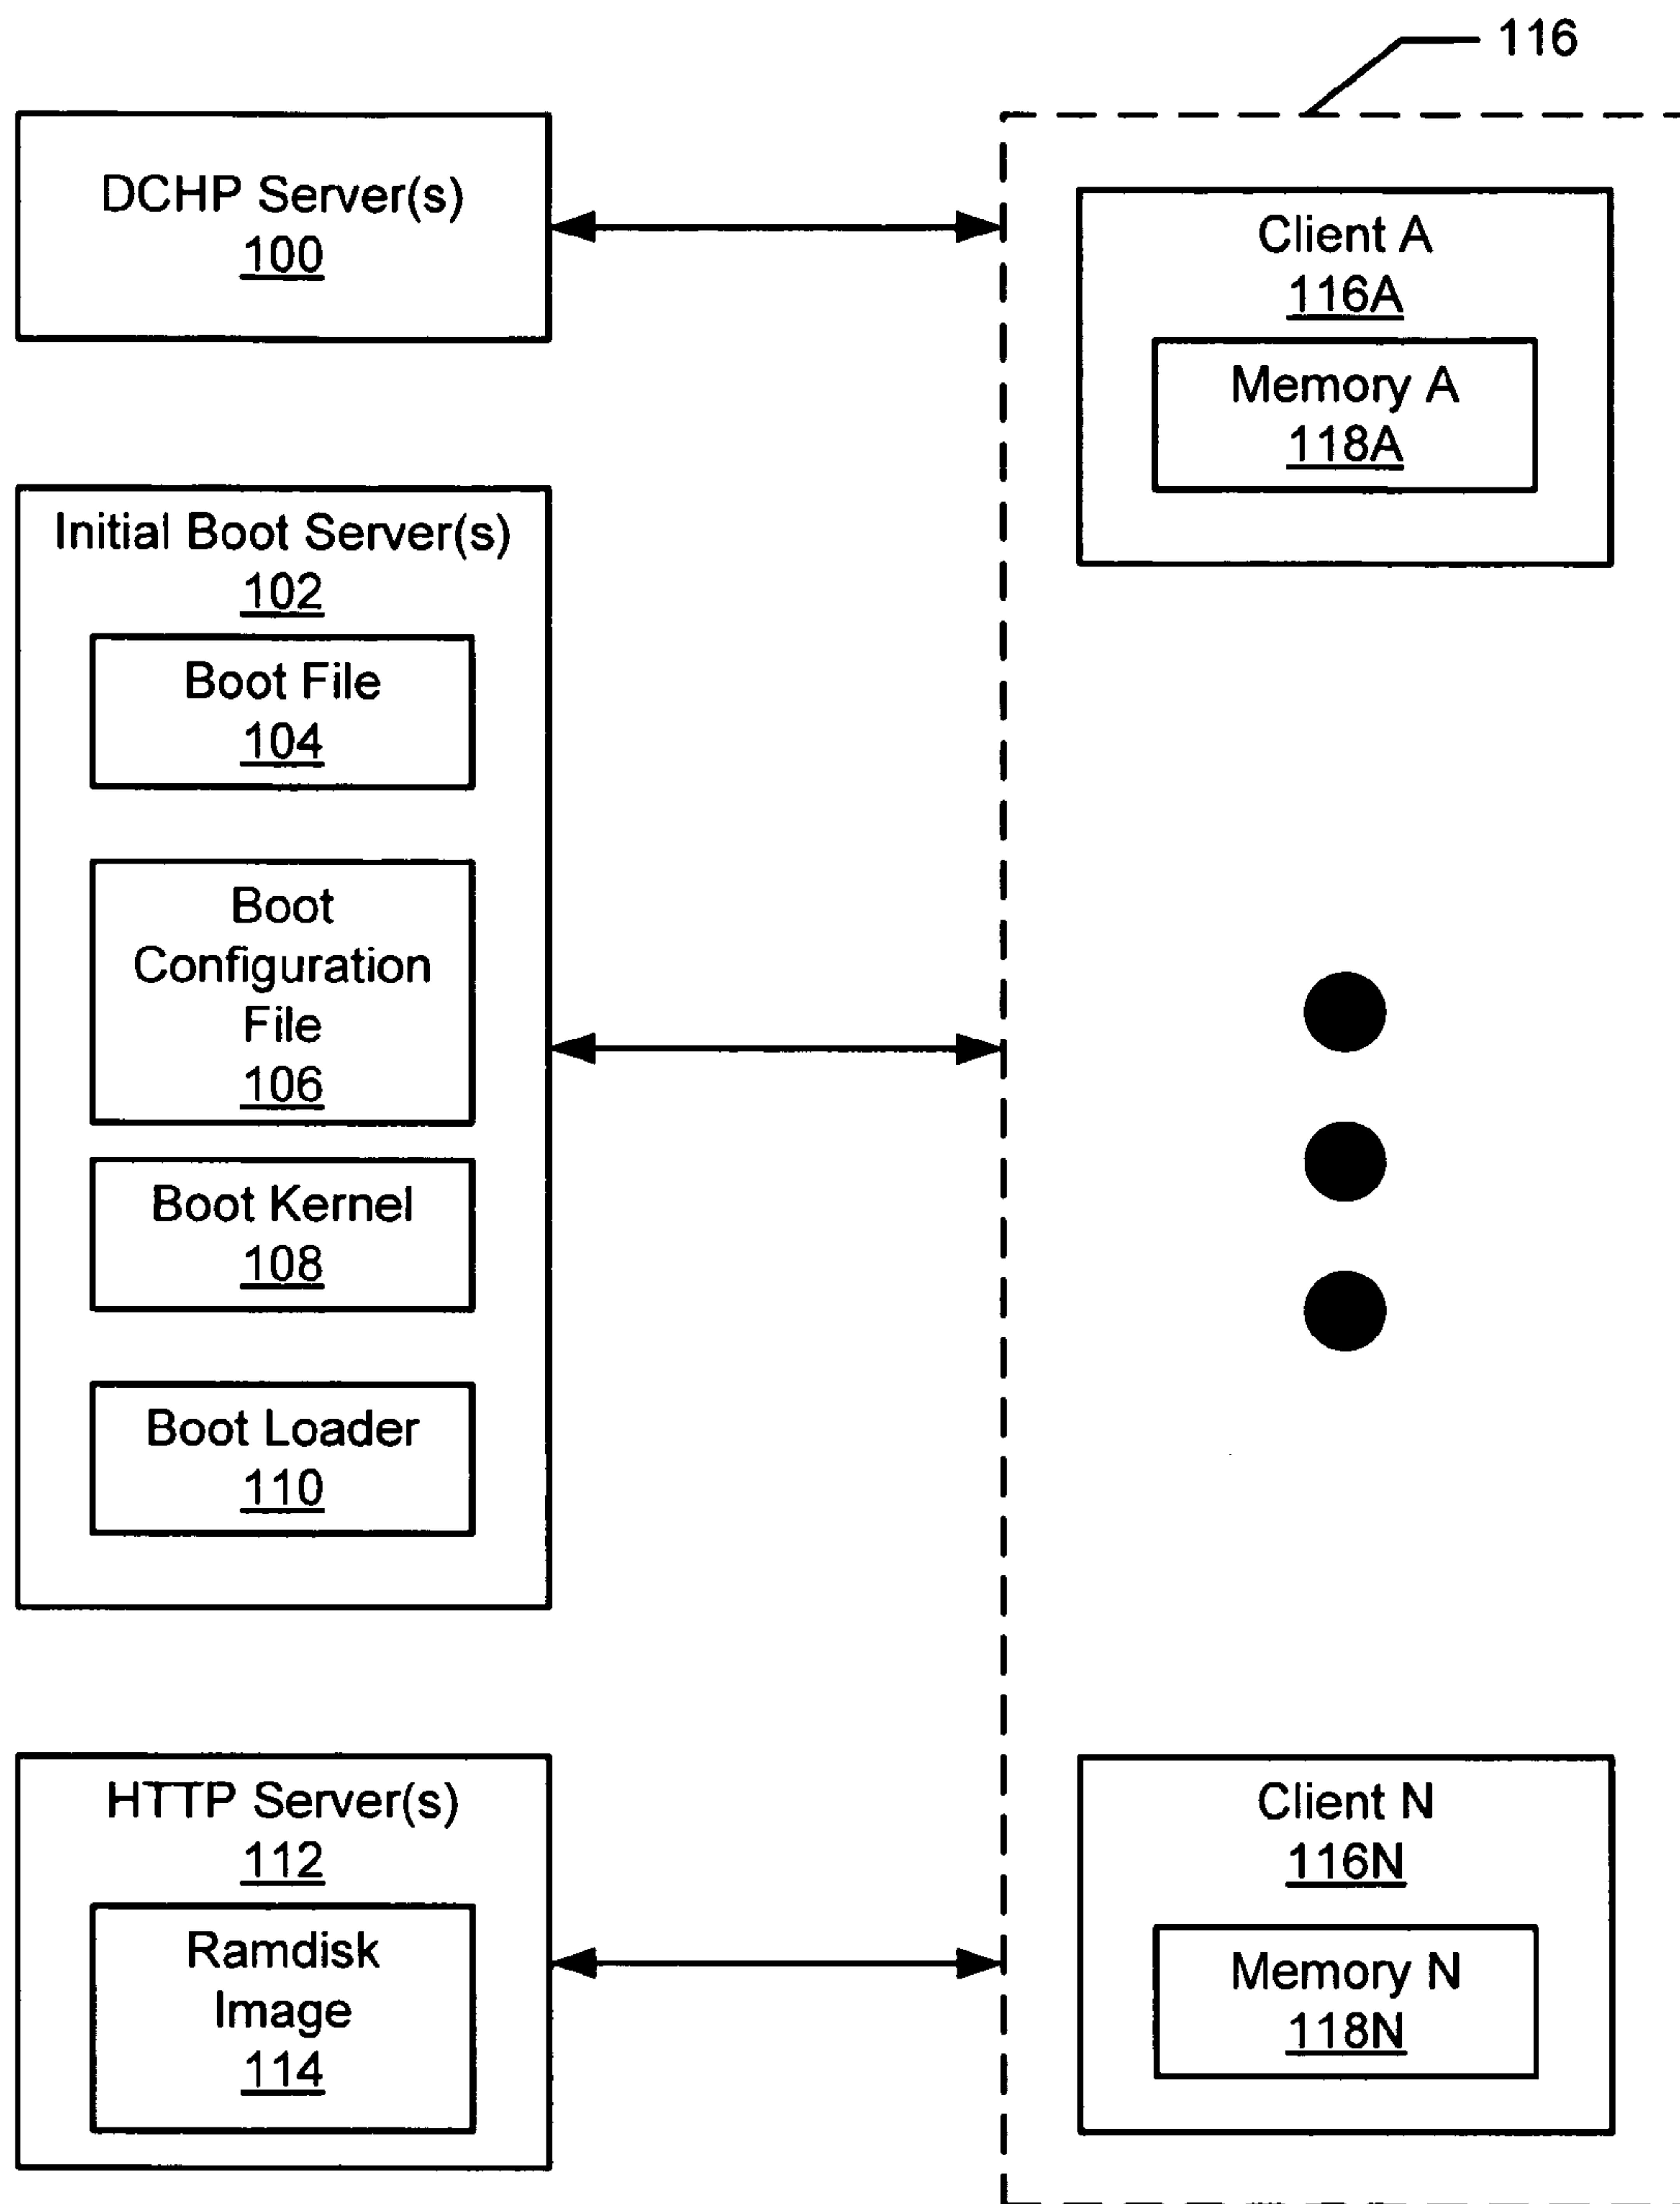 116
DCHP Server(s)
100
Client A
116A
Memory A
118A
Initial Boot Server(s)
102
Boot File
104
Boot
Configuration
File
106
Boot Kernel
108
Boot Loader
110
HTTP Server(s)
112
Ramdisk
Image
114
Client N
116N
Memory N
118N